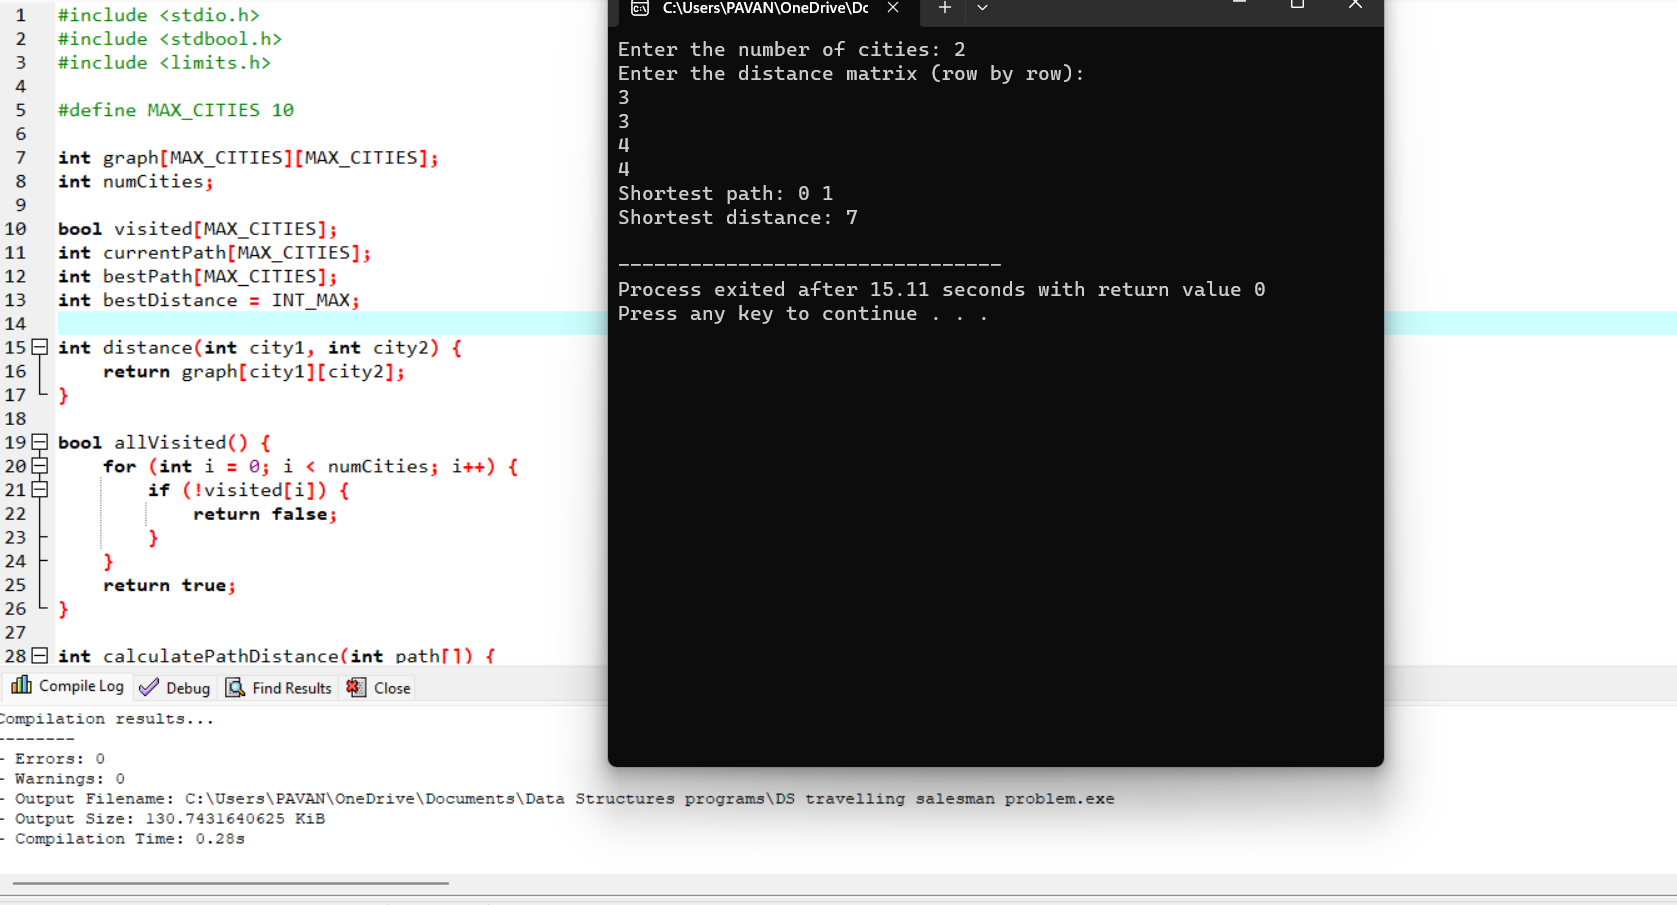 1 #include <stdio.h>
2 #include <stdbool.h>
3 #include <limits.h>
4
5 #define MAX_CITIES 10
6
7 int graph[MAX_CITIES][MAX_CITIES];
8 int numCities;
9
10 bool visited[MAX_CITIES];
11 int currentPath[MAX_CITIES];
12 int bestPath[MAX_CITIES];
13 int bestDistance = INT_MAX;
14
15 int distance(int city1, int city2) {
16     return graph[city1][city2];
17 }
18
19 bool allVisited() {
20     for (int i = 0; i < numCities; i++) {
21         if (!visited[i]) {
22             return false;
23         }
24     }
25     return true;
26 }
27
28 int calculatePathDistance(int path[]) {
C:\Users\PAVAN\OneDrive\Dc
Enter the number of cities: 2
Enter the distance matrix (row by row):
3
3
4
4
Shortest path: 0 1
Shortest distance: 7
--------------------------------
Process exited after 15.11 seconds with return value 0
Press any key to continue . . .
Compile Log Debug Find Results Close
Compilation results...
--------
- Errors: 0
- Warnings: 0
- Output Filename: C:\Users\PAVAN\OneDrive\Documents\Data Structures programs\DS travelling salesman problem.exe
- Output Size: 130.7431640625 KiB
- Compilation Time: 0.28s